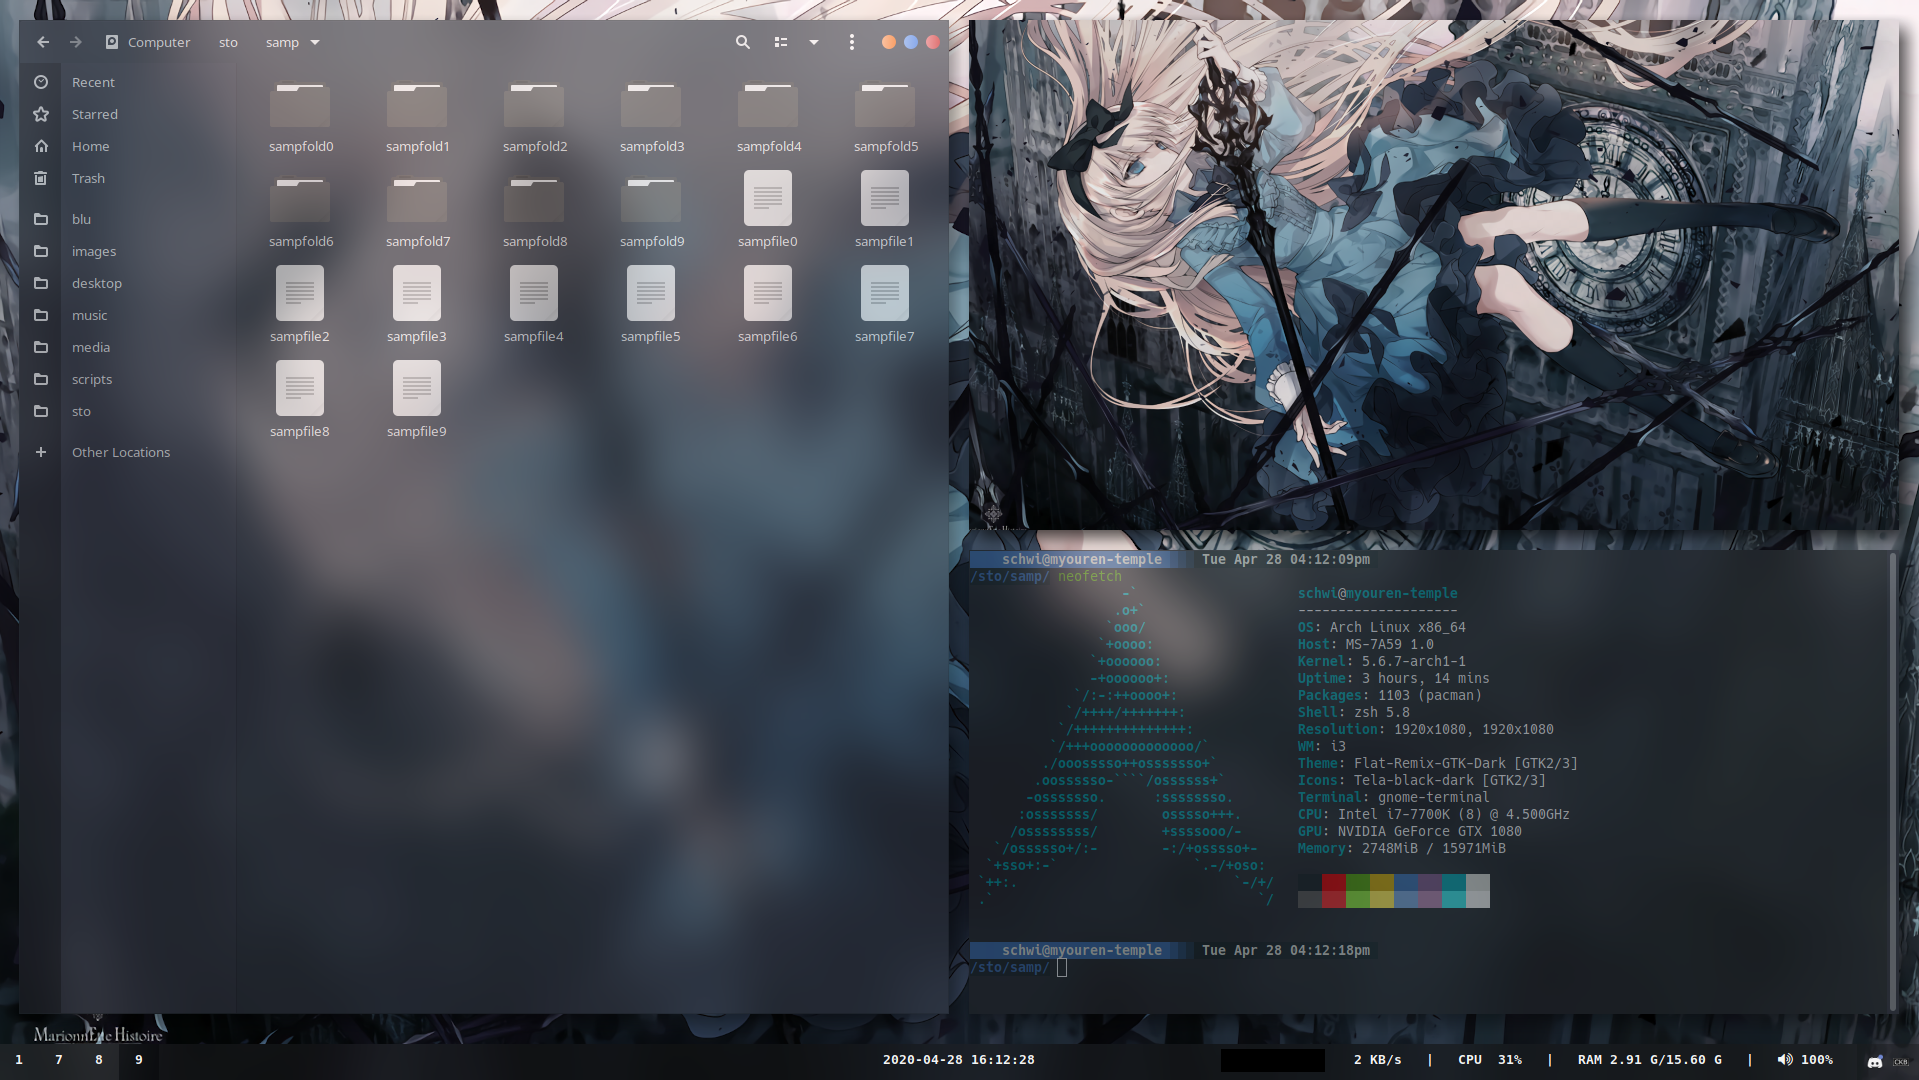 Computer sto samp
Recent
Starred
Home
Trash
blu
images
desktop
music
media
scripts
sto
Other Locations
sampfold0 sampfold1 sampfold2 sampfold3 sampfold4 sampfold5
sampfold6 sampfold7 sampfold8 sampfold9 sampfile0 sampfile1
sampfile2 sampfile3 sampfile4 sampfile5 sampfile6 sampfile7
sampfile8 sampfile9
schwi@myouren-temple Tue Apr 28 04:12:09pm
/sto/samp/ neofetch
schwi@myouren-temple
--------------------
OS: Arch Linux x86_64
Host: MS-7A59 1.0
Kernel: 5.6.7-arch1-1
Uptime: 3 hours, 14 mins
Packages: 1103 (pacman)
Shell: zsh 5.8
Resolution: 1920x1080, 1920x1080
WM: i3
Theme: Flat-Remix-GTK-Dark [GTK2/3]
Icons: Tela-black-dark [GTK2/3]
Terminal: gnome-terminal
CPU: Intel i7-7700K (8) @ 4.500GHz
GPU: NVIDIA GeForce GTX 1080
Memory: 2748MiB / 15971MiB
schwi@myouren-temple Tue Apr 28 04:12:18pm
/sto/samp/
1 7 8 9 2020-04-28 16:12:28 2 KB/s | CPU 31% | RAM 2.91 G/15.60 G | 100%